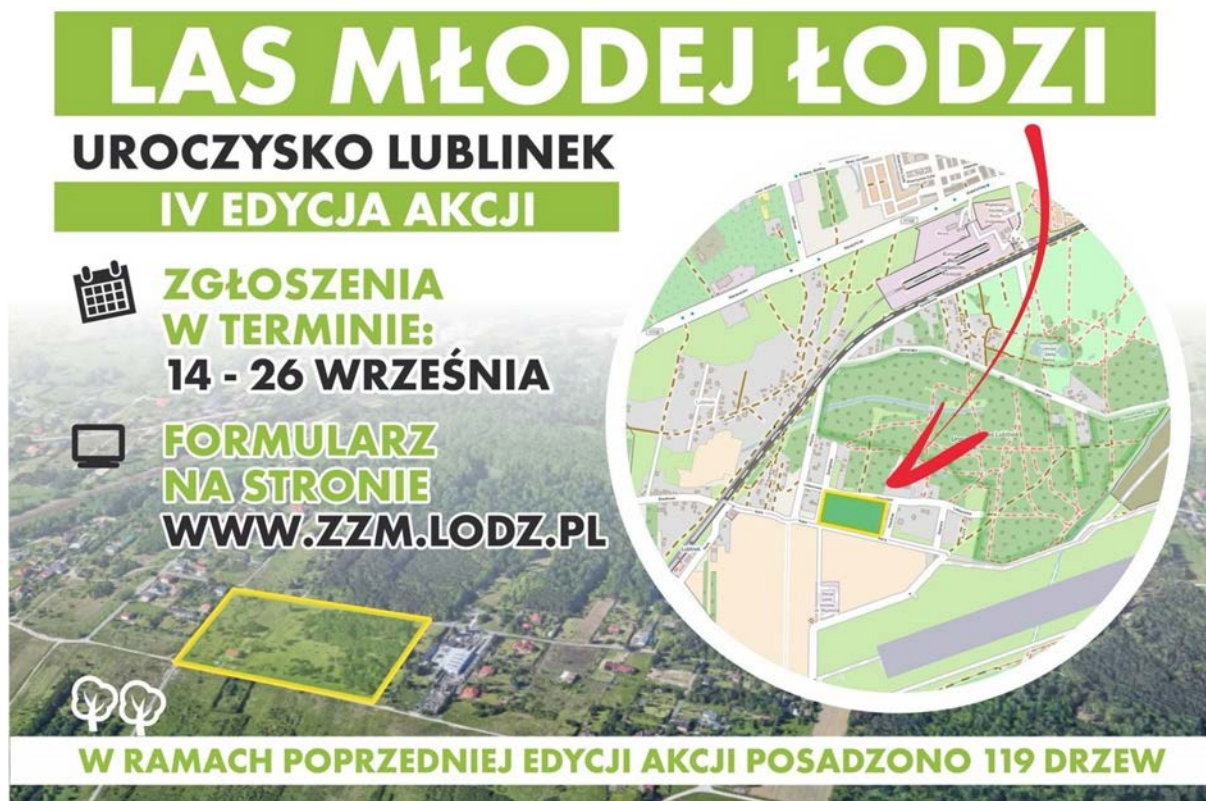 LAS MŁODEJ ŁODZI
UROCZYSKO LUBLINEK
IV EDYCJA AKCJI
ZGŁOSZENIA
W TERMINIE:
14 - 26 WRZEŚNIA
FORMULARZ
NA STRONIE
WWW.ZZM.LODZ.PL
W RAMACH POPRZEDNIEJ EDYCJI AKCJI POSADZONO 119 DRZEW